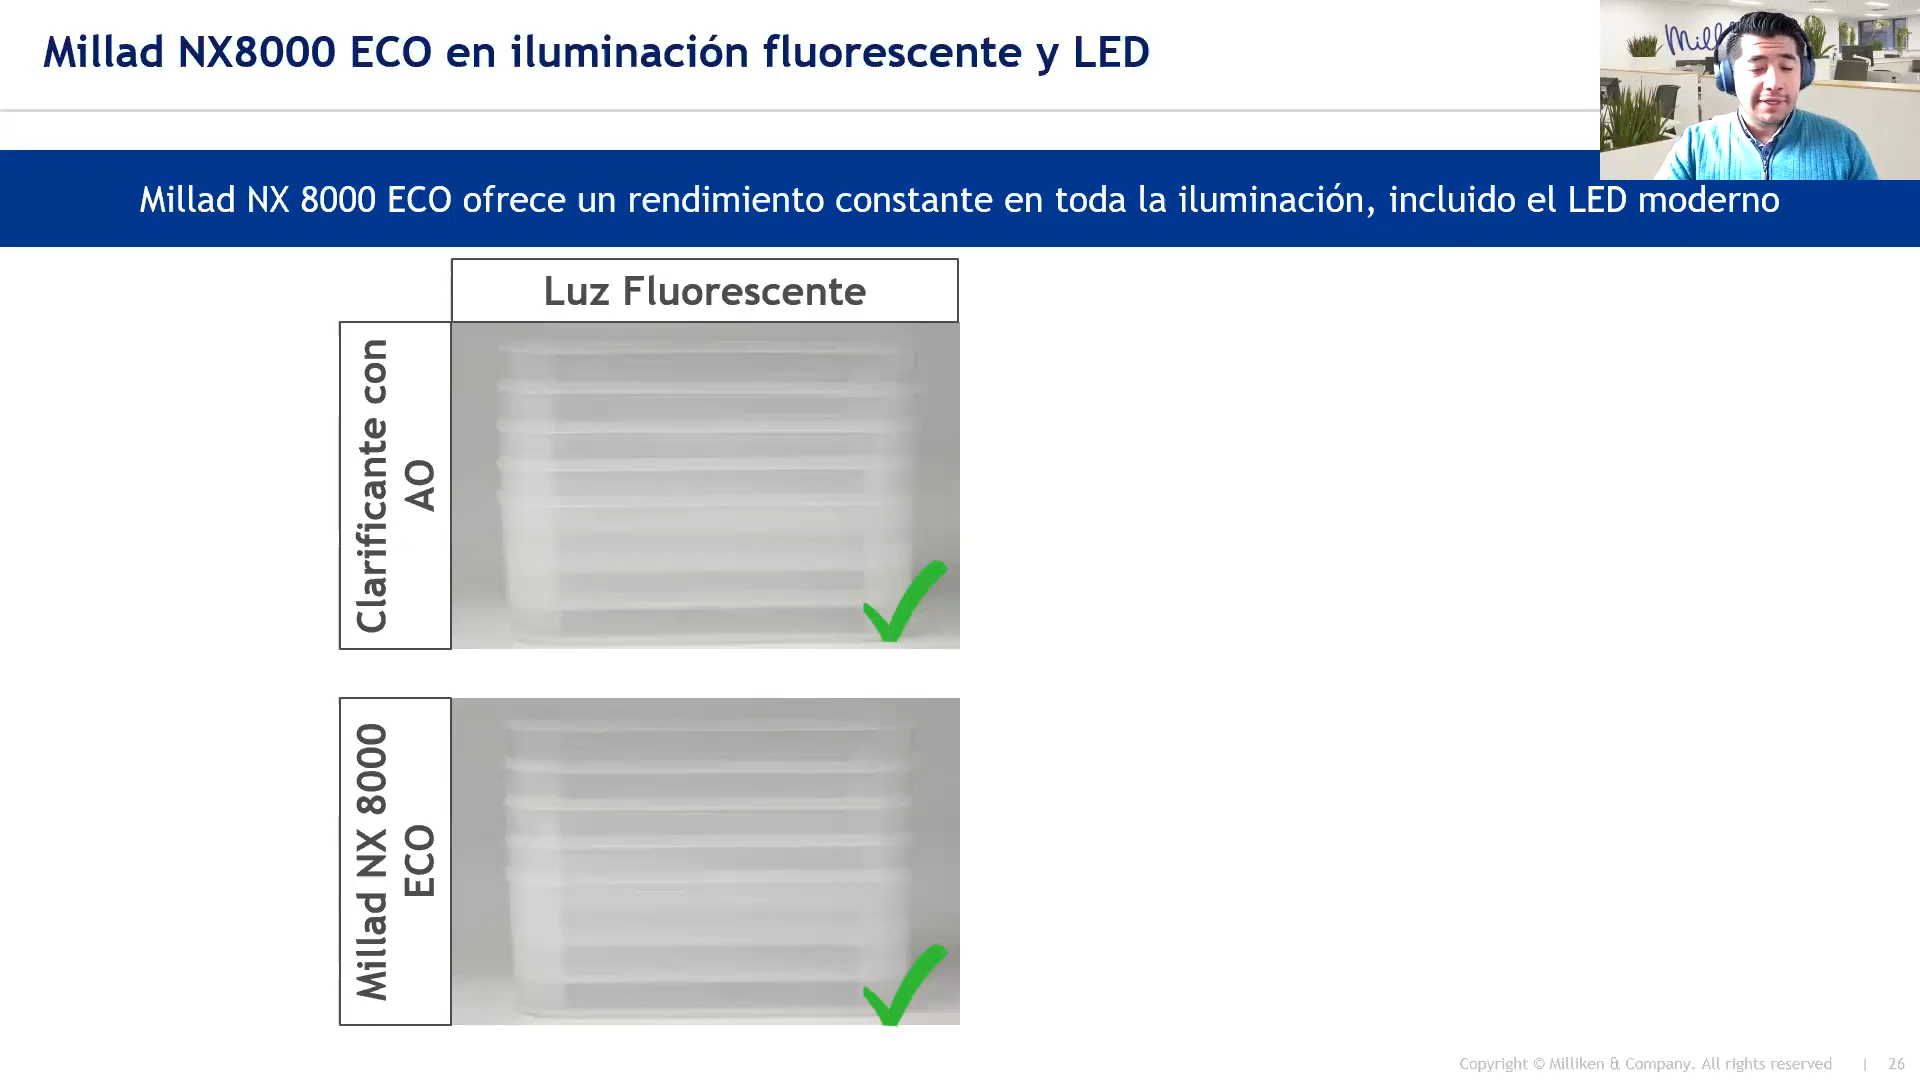 Millad NX8000 ECO en iluminación fluorescente y LED
Millad NX 8000 ECO ofrece un rendimiento constante en toda la iluminación, incluido el LED moderno
Luz Fluorescente
Clarificante con
AO
Millad NX 8000
ECO
Copyright © Milliken & Company. All rights reserved | 26